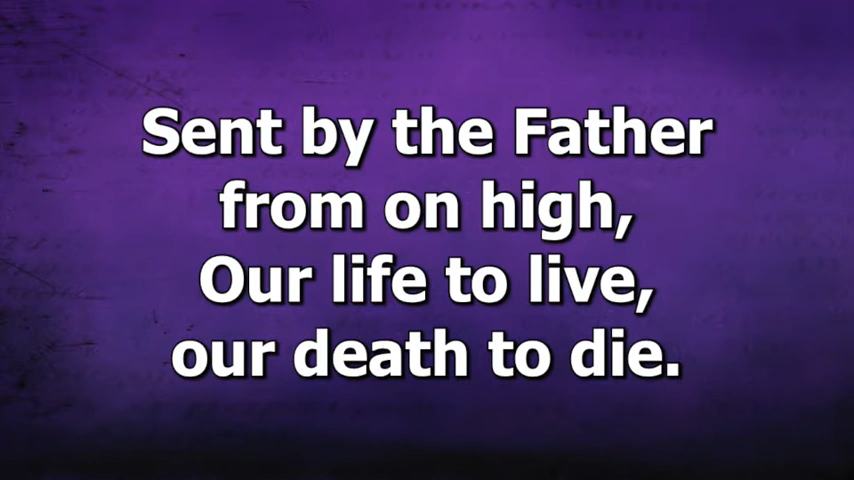 Sent by the Father
from on high,
Our life to live,
our death to die.